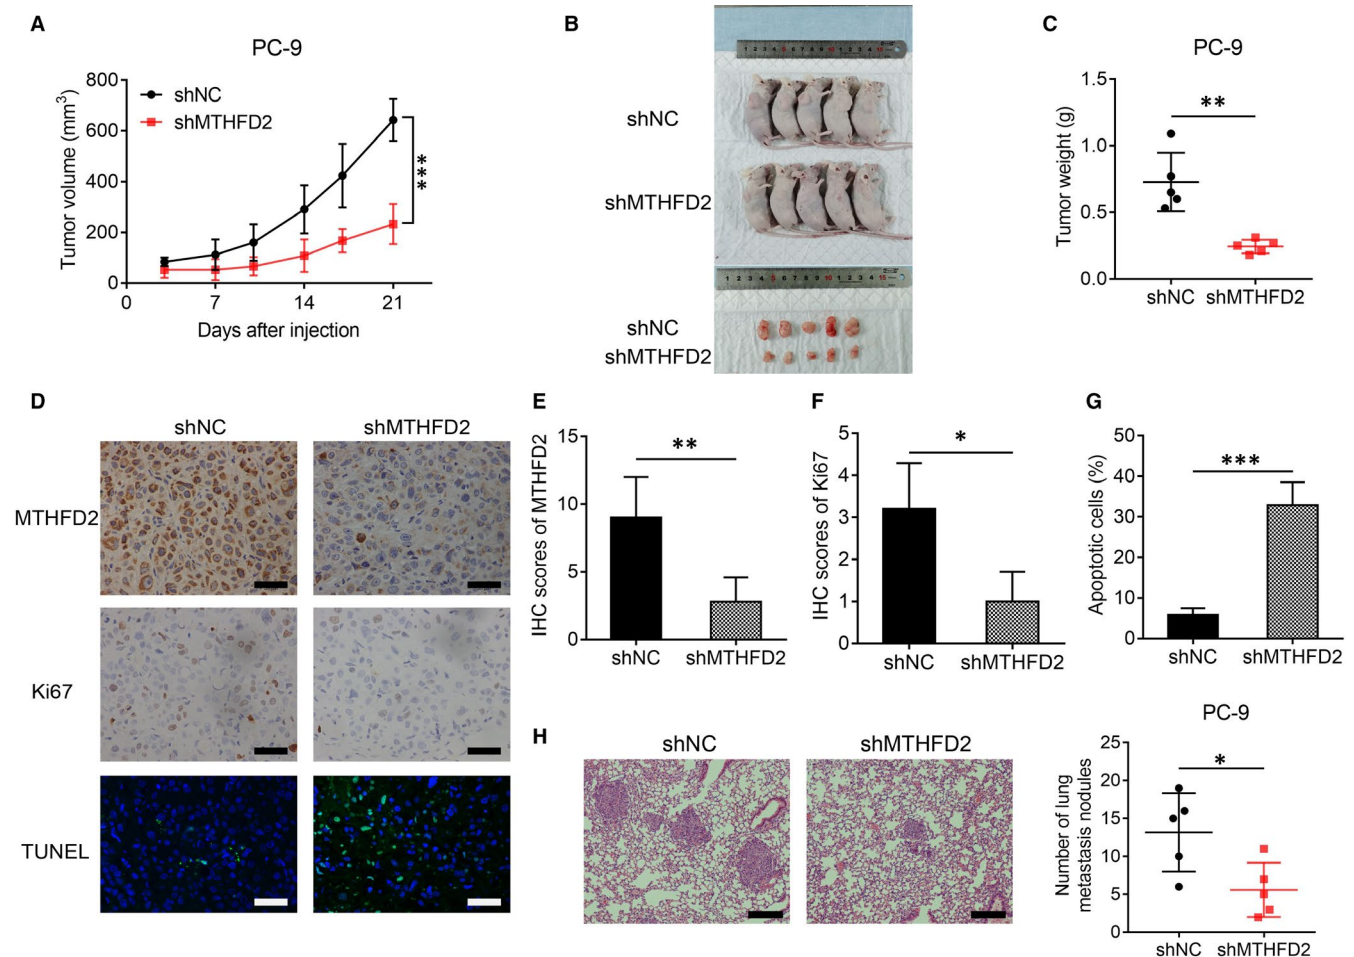 A
PC-9
800
600
400
200
0
Tumor volume (mm³)
shNC
shMTHFD2
***
0 7 14 21
Days after injection
B
shNC
shMTHFD2
shNC
shMTHFD2
C
PC-9
1.5
1.0
0.5
0.0
Tumor weight (g)
**
shNC shMTHFD2
D
shNC shMTHFD2
MTHFD2
Ki67
TUNEL
E
15
10
5
0
IHC scores of MTHFD2
**
shNC shMTHFD2
F
5
4
3
2
1
0
IHC scores of Ki67
*
shNC shMTHFD2
G
50
40
30
20
10
0
Apoptotic cells (%)
***
shNC shMTHFD2
H
shNC shMTHFD2
PC-9
25
20
15
10
5
0
Number of lung
metastasis nodules
*
shNC shMTHFD2